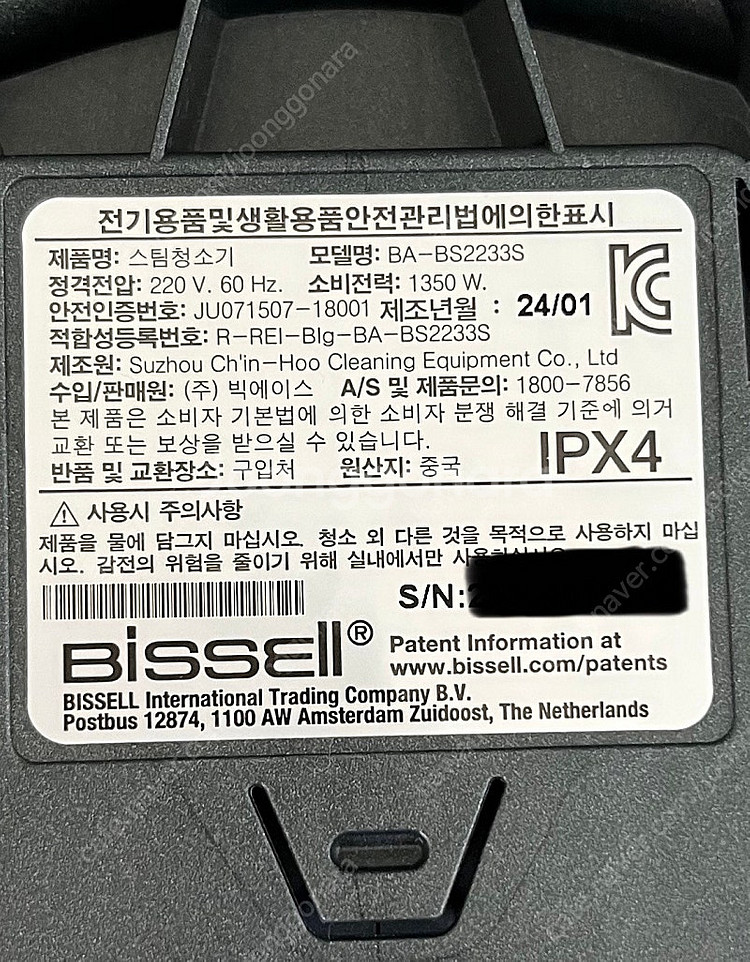 전기용품및생활용품안전관리법에의한표시
제품명: 스팀청소기 모델명: BA-BS2233S
정격전압: 220 V. 60 Hz. 소비전력: 1350 W.
안전인증번호: JU071507-18001 제조년월 : 24/01
적합성등록번호: R-REI-BIg-BA-BS2233S
제조원: Suzhou Ch'in-Hoo Cleaning Equipment Co., Ltd
수입/판매원: (주) 빅에이스 A/S 및 제품문의: 1800-7856
본 제품은 소비자 기본법에 의한 소비자 분쟁 해결 기준에 의거
교환 또는 보상을 받으실 수 있습니다.
IPX4
반품 및 교환장소: 구입처 원산지: 중국
사용시 주의사항
제품을 물에 담그지 마십시오. 청소 외 다른 것을 목적으로 사용하지 마십
시오. 감전의 위험을 줄이기 위해 실내에서만
S/N:2
BISSELL®
Patent Information at
www.bissell.com/patents
BISSELL International Trading Company B.V.
Postbus 12874, 1100 AW Amsterdam Zuidoost, The Netherlands